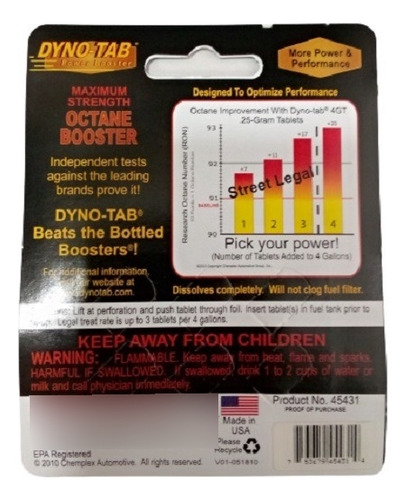 DYNO-TAB
Power Booster
MAXIMUM
STRENGTH
OCTANE
BOOSTER
Independent tests
against the leading
brands prove it!
DYNO-TAB®
Beats the Bottled
Boosters®!
For additional information
website at
dynotab.com
More Power &
Performance
Designed To Optimize Performance
Octane Improvement With Dyno-tab® 4GT
25-Gram Tablets
Research Octane Number (RON)
93
92
91
90
BASELINE
+7
+17
Street Legal
1
2
3
4
Pick your power!
(Number of Tablets Added to 4 Gallons)
Dissolves completely. Will not clog fuel filter.
Lift at perforation and push tablet through foil. Insert tablet(s) in fuel tank prior to
Legal treat rate is up to 3 tablets per 4 gallons.
KEEP AWAY FROM CHILDREN
WARNING: FLAMMABLE. Keep away from heat, flame and sparks.
HARMFUL IF SWALLOWED. If swallowed, drink 1 to 2 cups of water or
milk and call physician immediately.
Made in
USA
Please
Recycle
V01-051810
Product No. 45431
PROOF OF PURCHASE
EPA Registered
© 2010 Chemplex Automotive. All rights